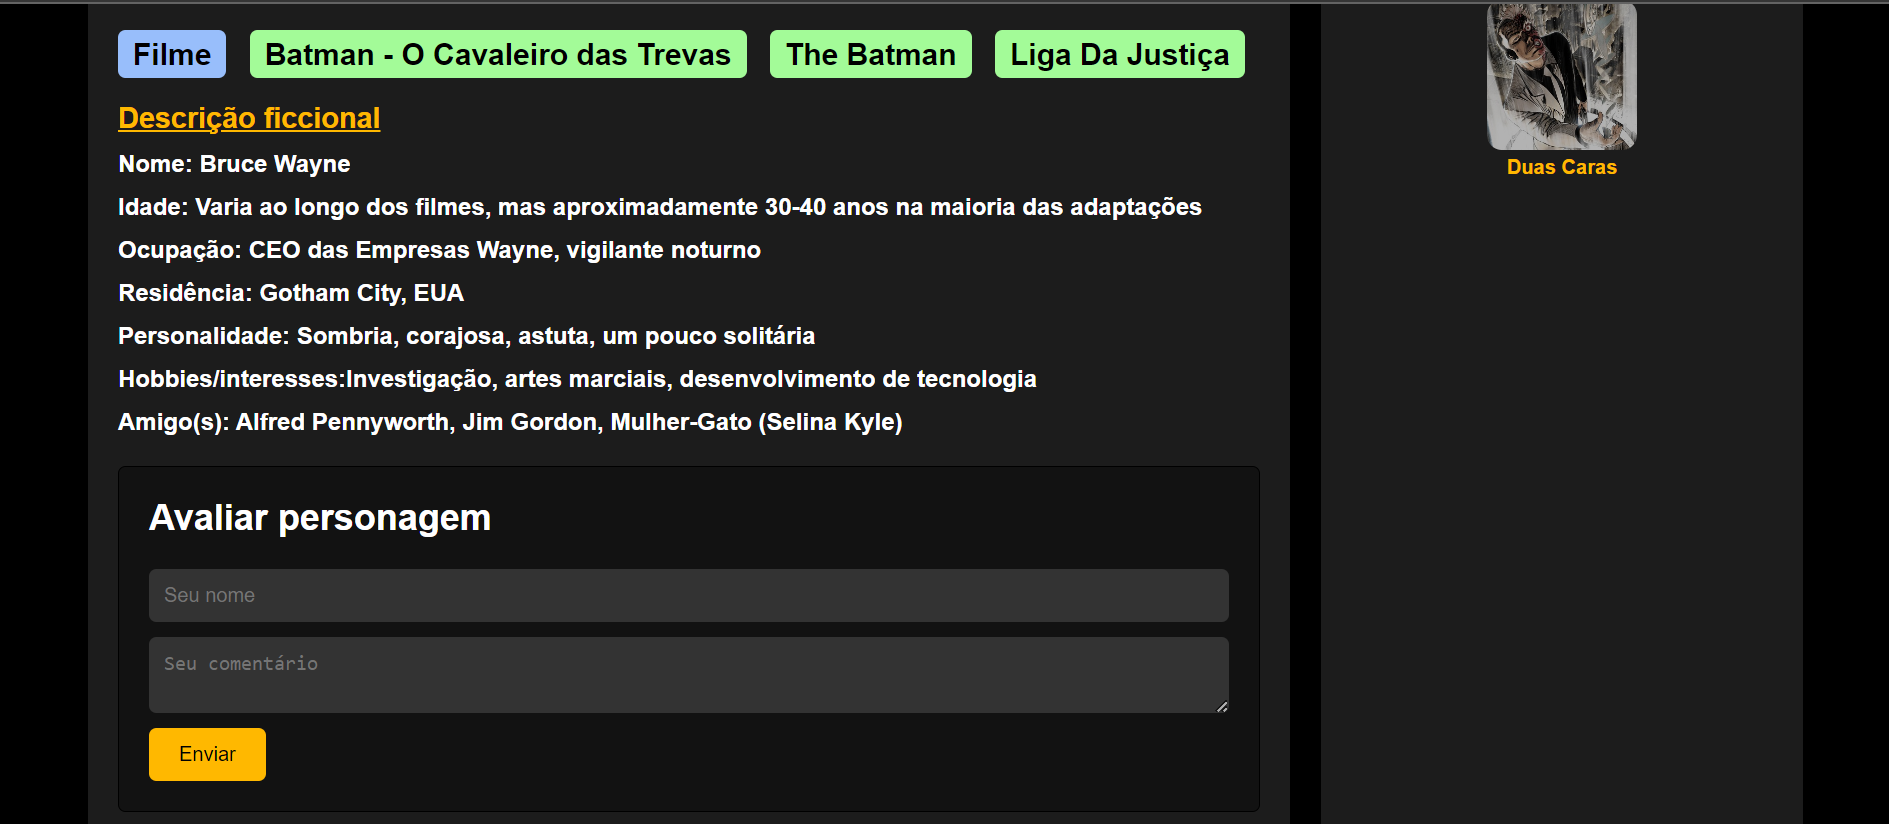 Filme Batman - O Cavaleiro das Trevas The Batman Liga Da Justiça
Descrição ficcional
Nome: Bruce Wayne
Idade: Varia ao longo dos filmes, mas aproximadamente 30-40 anos na maioria das adaptações
Ocupação: CEO das Empresas Wayne, vigilante noturno
Residência: Gotham City, EUA
Personalidade: Sombria, corajosa, astuta, um pouco solitária
Hobbies/interesses:Investigação, artes marciais, desenvolvimento de tecnologia
Amigo(s): Alfred Pennyworth, Jim Gordon, Mulher-Gato (Selina Kyle)
Avaliar personagem
Seu nome
Seu comentário
Enviar
Duas Caras